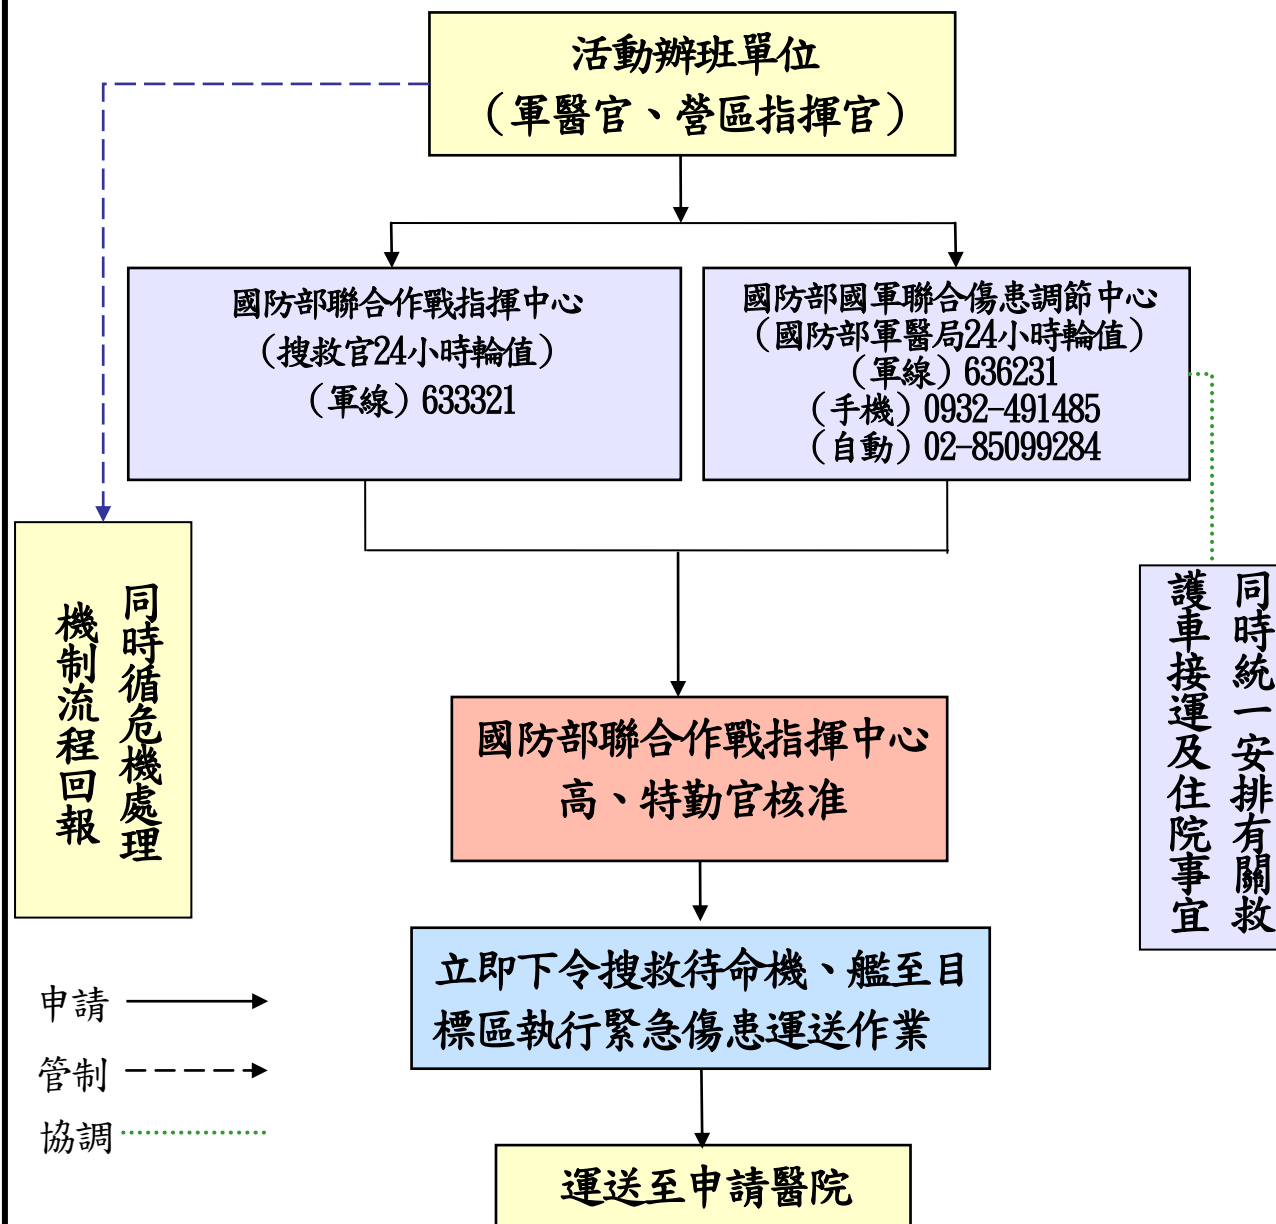 活動辦班單位
（軍醫官、營區指揮官）
國防部聯合作戰指揮中心
（搜救官24小時輪值）
（軍線）633321
國防部國軍聯合傷患調節中心
（國防部軍醫局24小時輪值）
（軍線）636231
（手機）0932-491485
（自動）02-85099284
同時循危機處理
機制流程回報
同時統一安排有關救
護車接運及住院事宜
國防部聯合作戰指揮中心
高、特勤官核准
立即下令搜救待命機、艦至目
標區執行緊急傷患運送作業
運送至申請醫院
申請
管制
協調